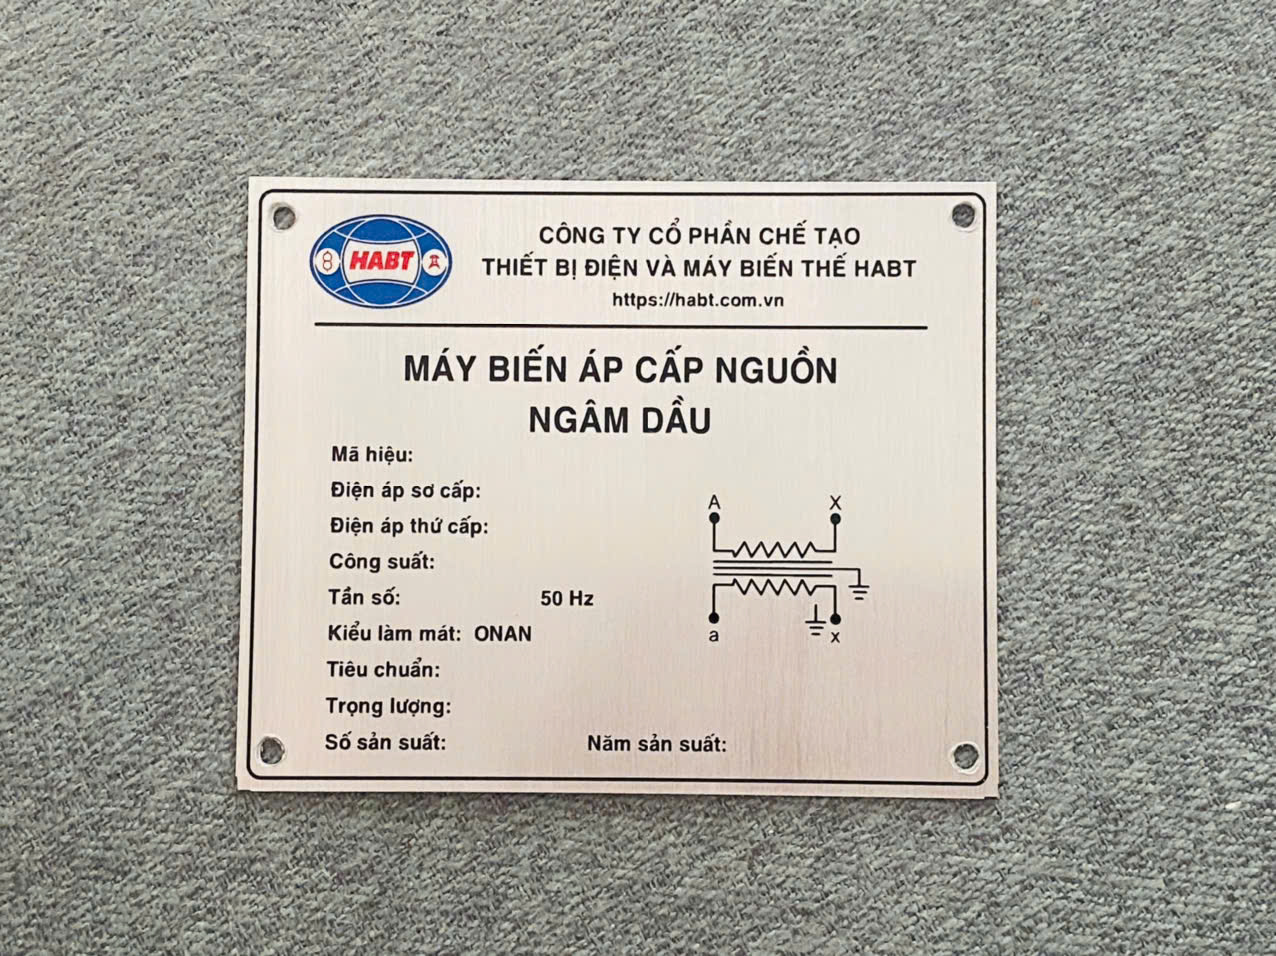 HABT
CÔNG TY CỔ PHẦN CHẾ TẠO
THIẾT BỊ ĐIỆN VÀ MÁY BIẾN THẾ HABT
https://habt.com.vn
MÁY BIẾN ÁP CẤP NGUỒN
NGÂM DẦU
Mã hiệu:
Điện áp sơ cấp:
Điện áp thứ cấp:
Công suất:
Tần số: 50 Hz
Kiểu làm mát: ONAN
Tiêu chuẩn:
Trọng lượng:
Số sản suất: Năm sản suất:
A X
a x